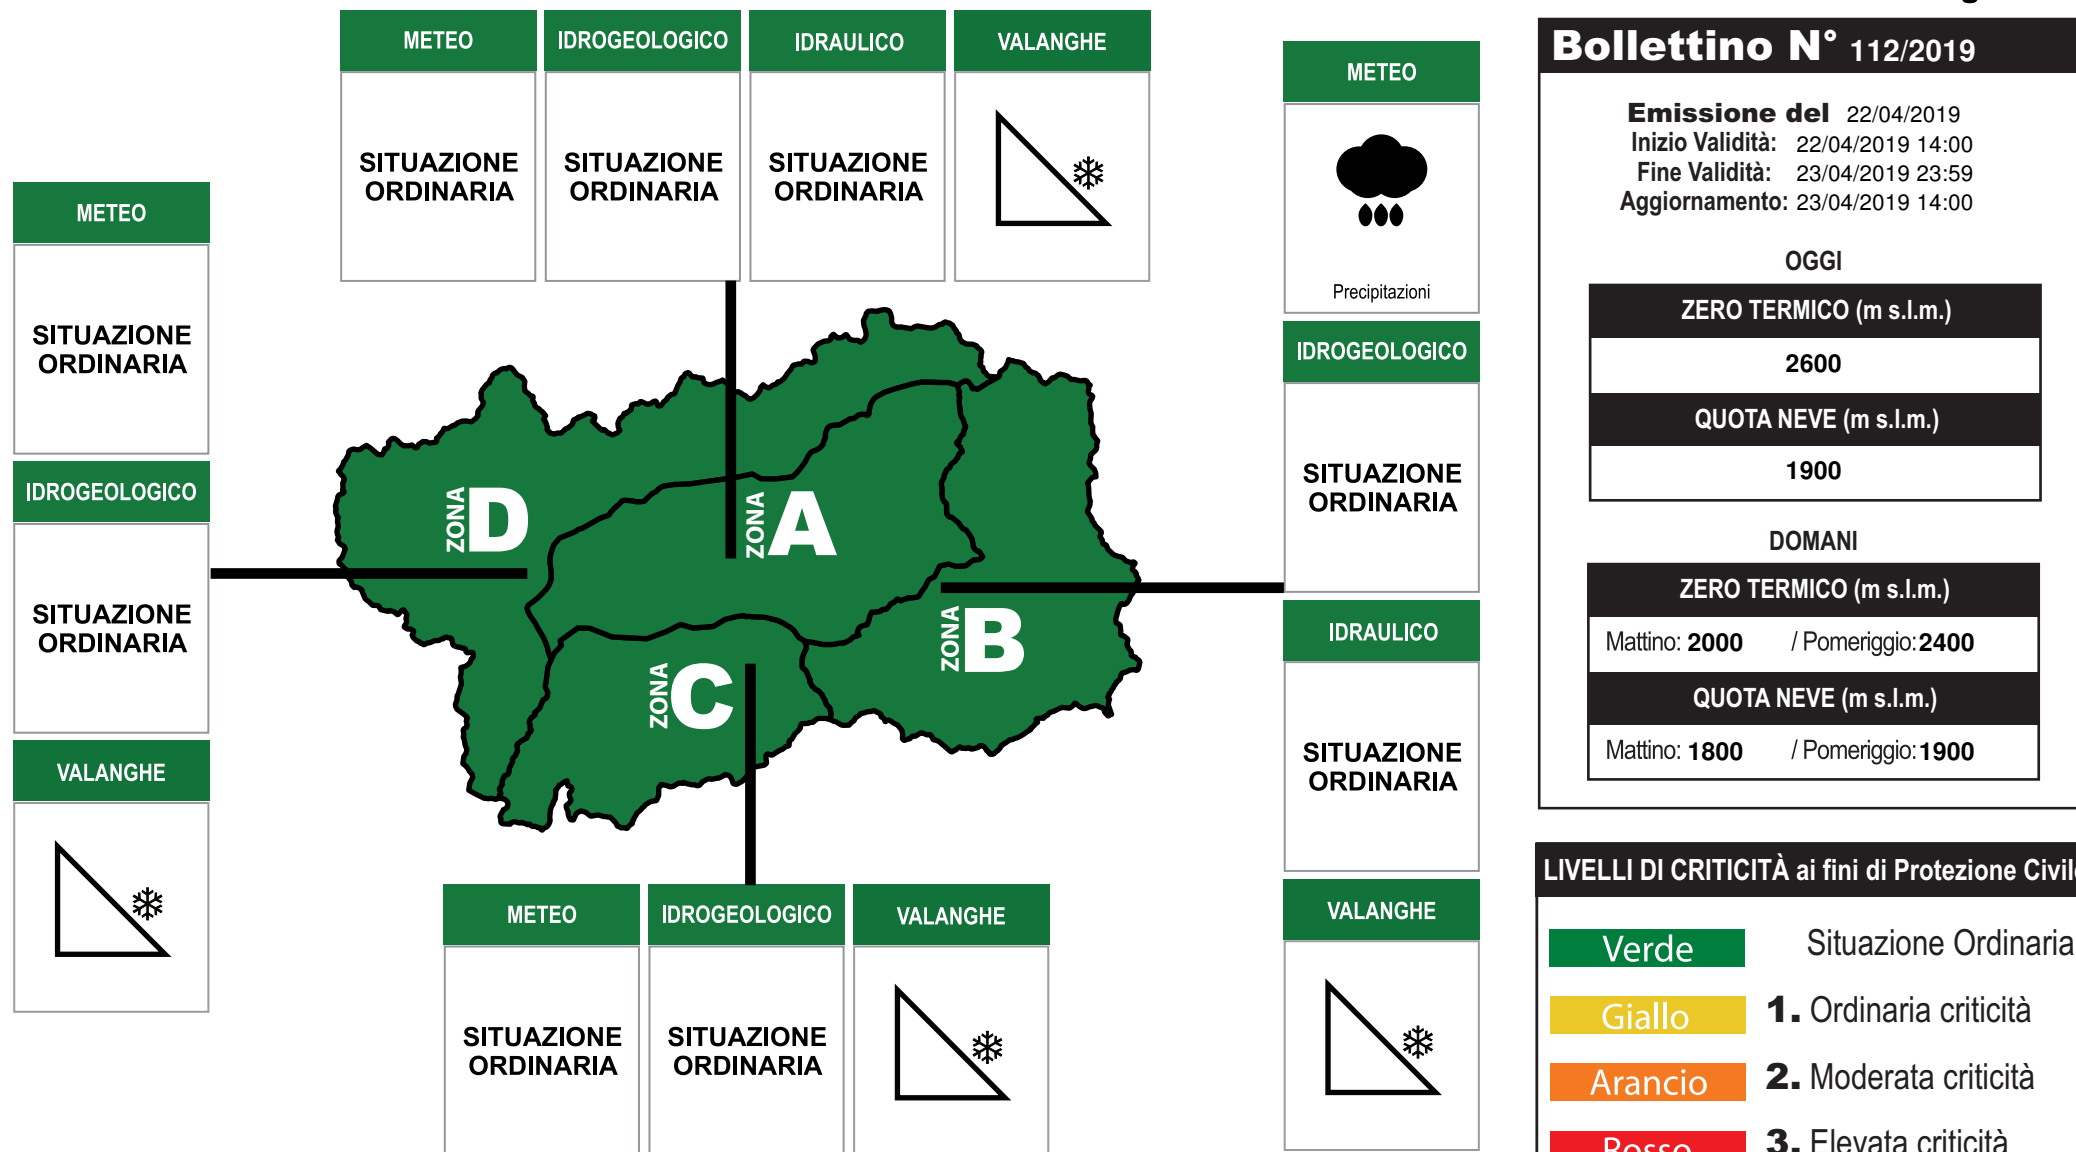 METEO
IDROGEOLOGICO
IDRAULICO
VALANGHE
SITUAZIONE
ORDINARIA
SITUAZIONE
ORDINARIA
SITUAZIONE
ORDINARIA
METEO
SITUAZIONE
ORDINARIA
IDROGEOLOGICO
SITUAZIONE
ORDINARIA
VALANGHE
ZONA D
ZONA A
ZONA B
ZONA C
METEO
IDROGEOLOGICO
VALANGHE
SITUAZIONE
ORDINARIA
SITUAZIONE
ORDINARIA
METEO
Precipitazioni
IDROGEOLOGICO
SITUAZIONE
ORDINARIA
IDRAULICO
SITUAZIONE
ORDINARIA
VALANGHE
Bollettino N° 112/2019
Emissione del 22/04/2019
Inizio Validità: 22/04/2019 14:00
Fine Validità: 23/04/2019 23:59
Aggiornamento: 23/04/2019 14:00
OGGI
ZERO TERMICO (m s.l.m.)
2600
QUOTA NEVE (m s.l.m.)
1900
DOMANI
ZERO TERMICO (m s.l.m.)
Mattino: 2000 / Pomeriggio: 2400
QUOTA NEVE (m s.l.m.)
Mattino: 1800 / Pomeriggio: 1900
LIVELLI DI CRITICITÀ ai fini di Protezione Civile
Verde Situazione Ordinaria
Giallo 1. Ordinaria criticità
Arancio 2. Moderata criticità
Rosso 3. Elevata criticità